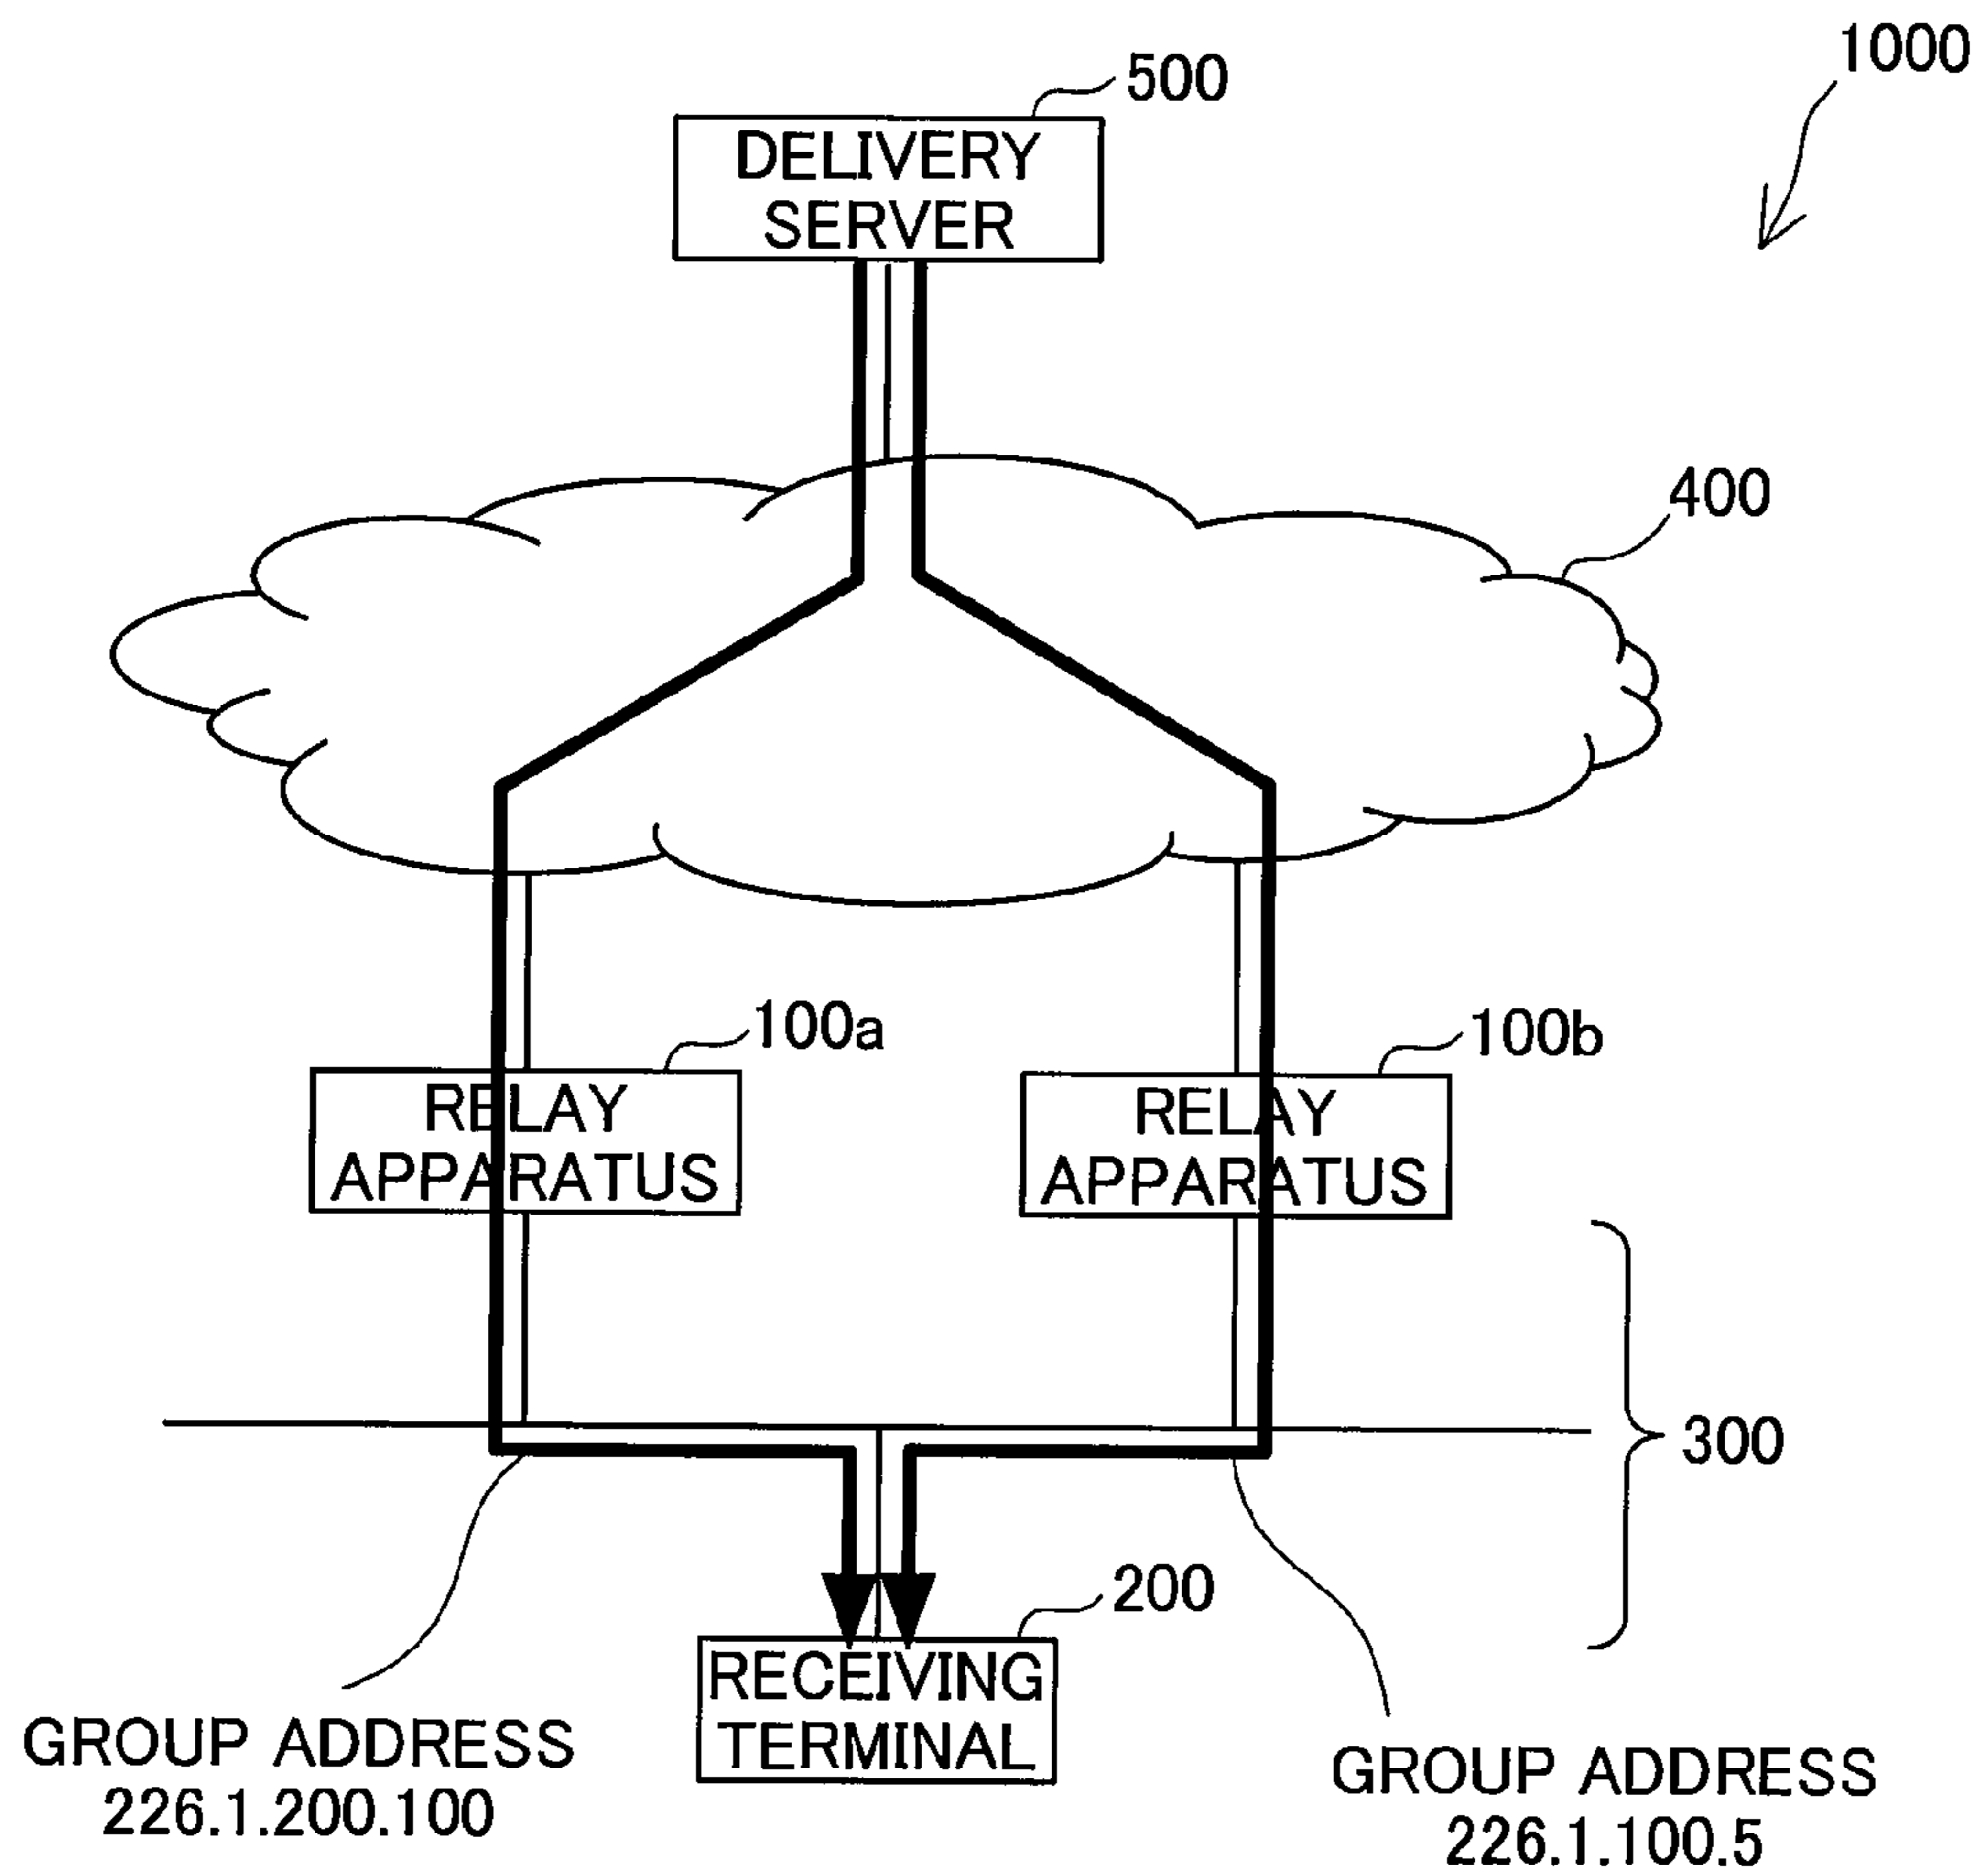 1000
500
DELIVERY
SERVER
400
100a
100b
RELAY
APPARATUS
RELAY
APPARATUS
300
200
RECEIVING
TERMINAL
GROUP ADDRESS
226.1.200.100
GROUP ADDRESS
226.1.100.5